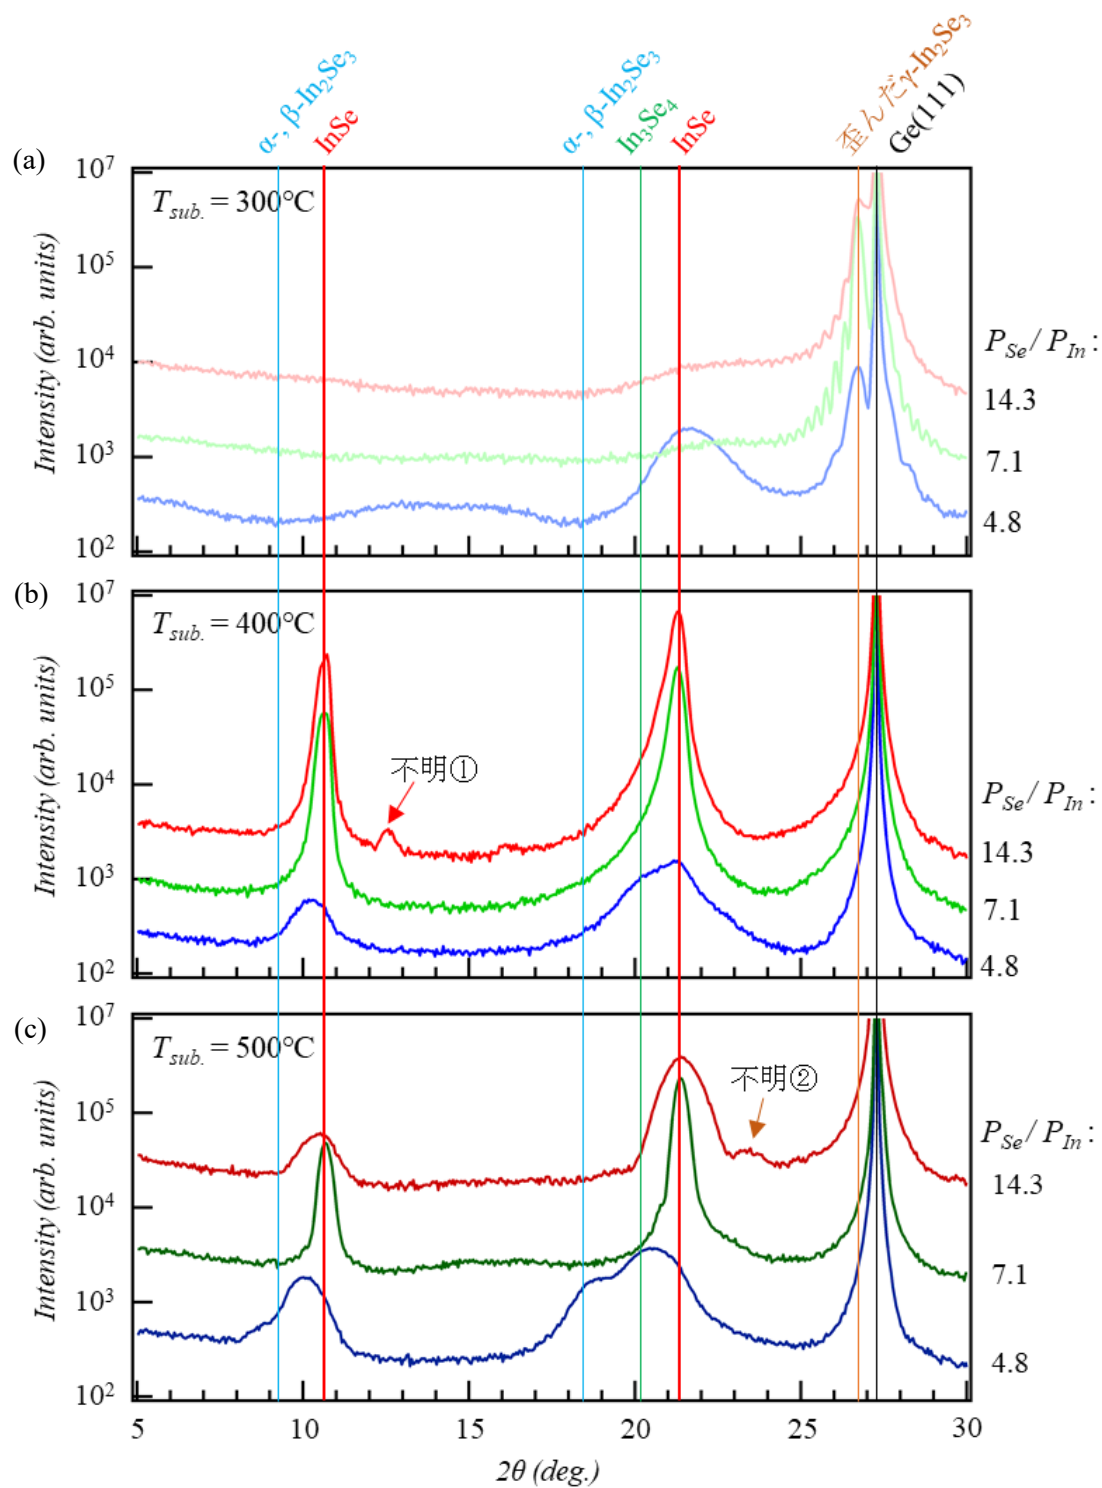 α-, β-In₂Se₃
InSe
α-, β-In₂Se₃
In₃Se₄
InSe
歪んだγ-In₂Se₃
Ge(111)
(a)
T_sub. = 300°C
10⁷
10⁵
10⁴
10³
10²
Intensity (arb. units)
P_Se / P_In :
14.3
7.1
4.8
(b)
T_sub. = 400°C
10⁷
10⁵
10⁴
10³
10²
Intensity (arb. units)
不明①
P_Se / P_In :
14.3
7.1
4.8
(c)
T_sub. = 500°C
10⁷
10⁵
10⁴
10³
10²
Intensity (arb. units)
不明②
P_Se / P_In :
14.3
7.1
4.8
5 10 15 20 25 30
2θ (deg.)